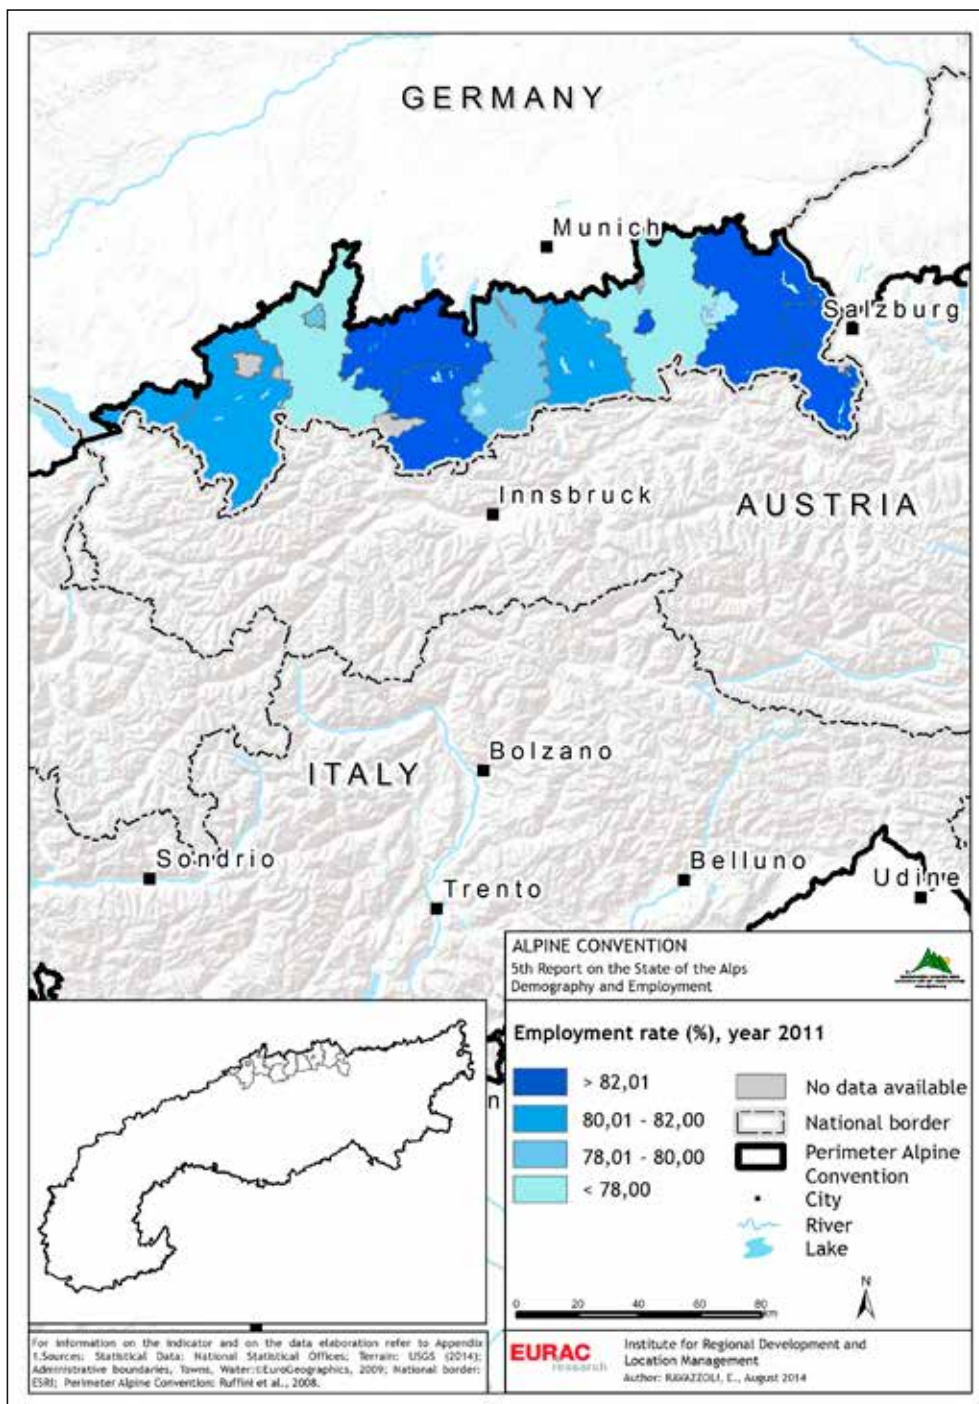 GERMANY
Munich
Salzburg
Innsbruck
AUSTRIA
Bolzano
ITALY
Sondrio
Belluno
Trento
Udine
n
ALPINE CONVENTION
5th Report on the State of the Alps
Demography and Employment
Employment rate (%), year 2011
> 82,01
80,01 - 82,00
78,01 - 80,00
< 78,00
No data available
National border
Perimeter Alpine
Convention
City
River
Lake
N
0 20 40 60 80
km
For information on the indicator and on the data elaboration refer to Appendix
1.Sources: Statistical Data: National Statistical Offices; Terrain: USGS (2014);
Administrative boundaries, Towns, Water:©EuroGeographics, 2009; National border:
ESRI; Perimeter Alpine Convention: Ruffini et al., 2008.
EURAC
research
Institute for Regional Development and
Location Management
Author: RAVAZZOLI, E., August 2014